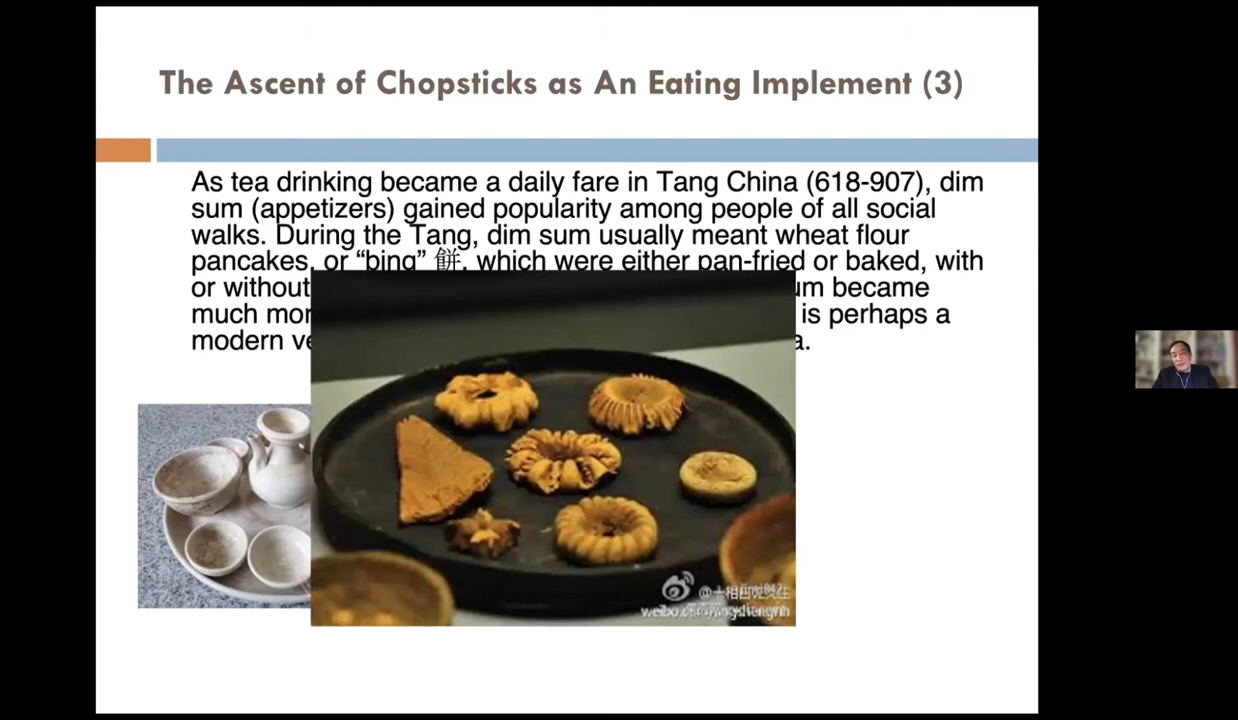 The Ascent of Chopsticks as An Eating Implement (3)
As tea drinking became a daily fare in Tang China (618-907), dim
sum (appetizers) gained popularity among people of all social
walks. During the Tang, dim sum usually meant wheat flour
pancakes, or “bing” 餅, which were either pan-fried or baked, with
or without um became
much mor is perhaps a
modern ve a.